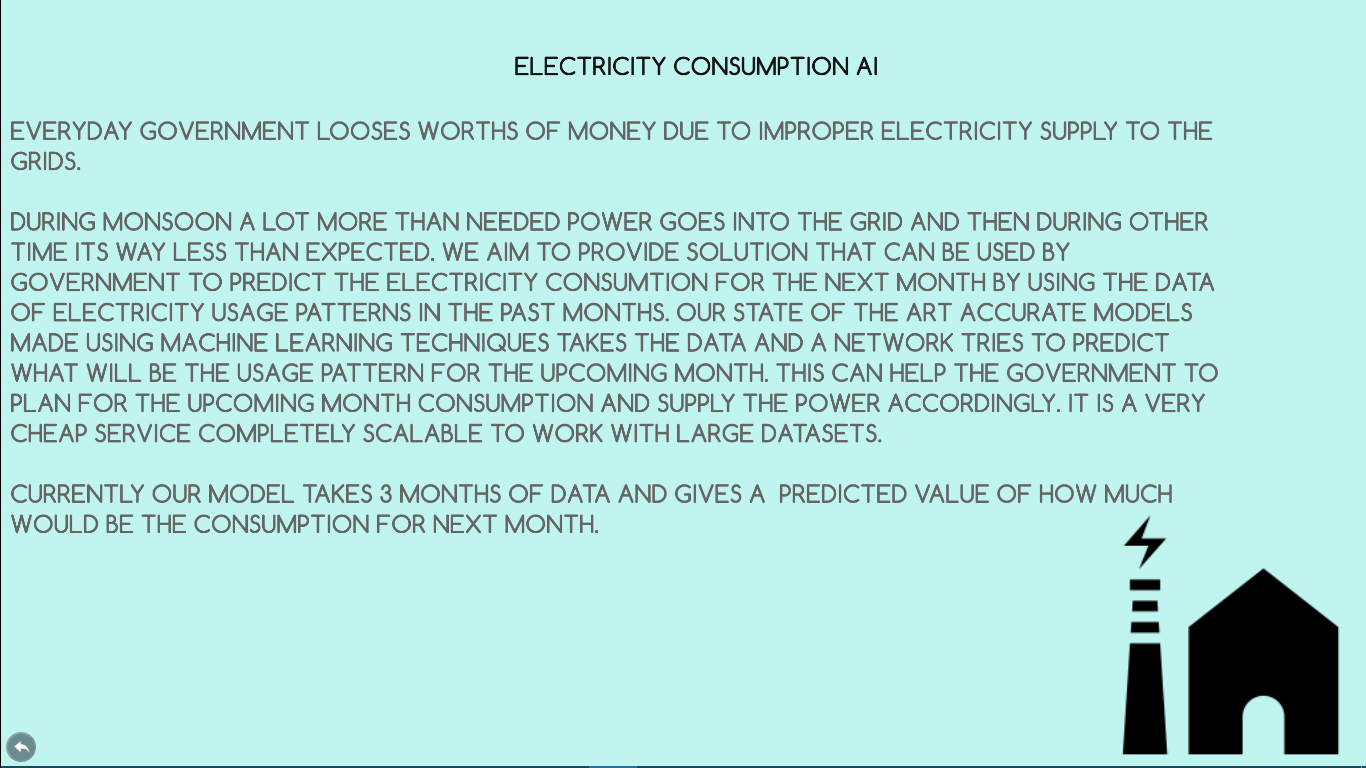 ELECTRICITY CONSUMPTION AI
EVERYDAY GOVERNMENT LOOSES WORTHS OF MONEY DUE TO IMPROPER ELECTRICITY SUPPLY TO THE
GRIDS.
DURING MONSOON A LOT MORE THAN NEEDED POWER GOES INTO THE GRID AND THEN DURING OTHER
TIME ITS WAY LESS THAN EXPECTED. WE AIM TO PROVIDE SOLUTION THAT CAN BE USED BY
GOVERNMENT TO PREDICT THE ELECTRICITY CONSUMTION FOR THE NEXT MONTH BY USING THE DATA
OF ELECTRICITY USAGE PATTERNS IN THE PAST MONTHS. OUR STATE OF THE ART ACCURATE MODELS
MADE USING MACHINE LEARNING TECHNIQUES TAKES THE DATA AND A NETWORK TRIES TO PREDICT
WHAT WILL BE THE USAGE PATTERN FOR THE UPCOMING MONTH. THIS CAN HELP THE GOVERNMENT TO
PLAN FOR THE UPCOMING MONTH CONSUMPTION AND SUPPLY THE POWER ACCORDINGLY. IT IS A VERY
CHEAP SERVICE COMPLETELY SCALABLE TO WORK WITH LARGE DATASETS.
CURRENTLY OUR MODEL TAKES 3 MONTHS OF DATA AND GIVES A  PREDICTED VALUE OF HOW MUCH
WOULD BE THE CONSUMPTION FOR NEXT MONTH.